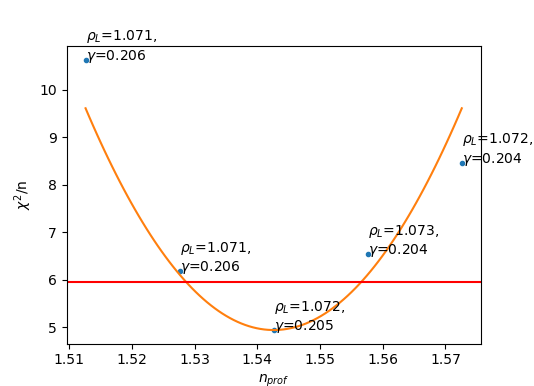 ρL=1.071,
γ=0.206
ρL=1.072,
γ=0.204
ρL=1.073,
γ=0.204
ρL=1.071,
γ=0.206
ρL=1.072,
γ=0.205
10
9
8
7
6
5
χ²/n
1.51 1.52 1.53 1.54 1.55 1.56 1.57
nprof